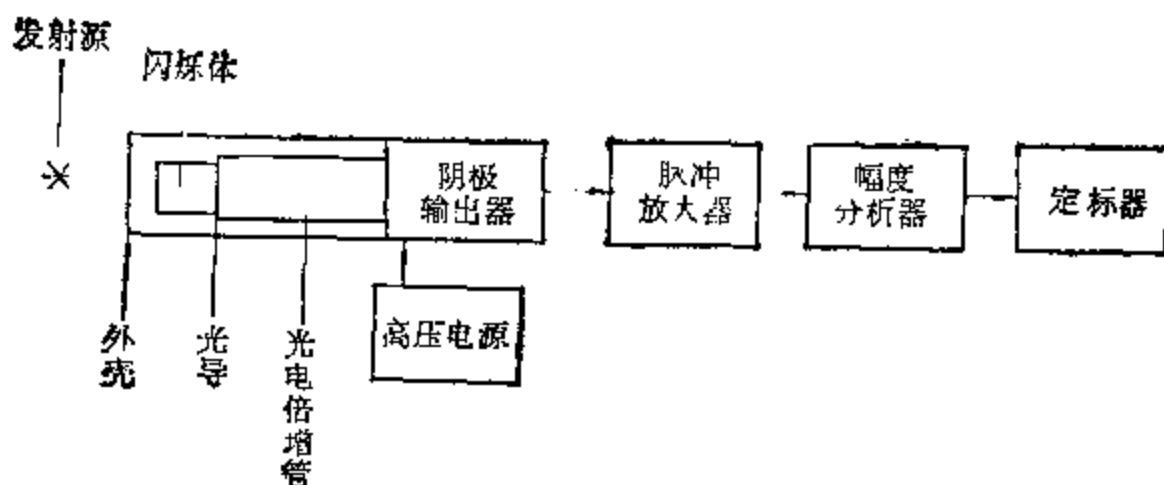 发射源
闪烁体
阴极
输出器
脉冲
放大器
幅度
分析器
定标器
高压电源
外壳
光导
光电倍增管